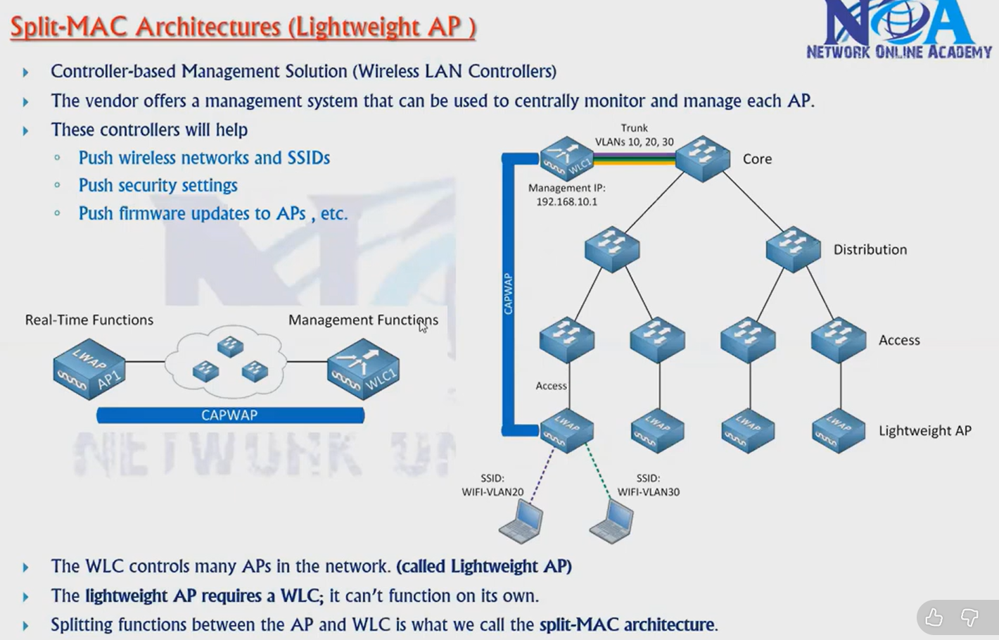 Split-MAC Architectures (Lightweight AP )
NOA
NETWORK ONLINE ACADEMY
Controller-based Management Solution (Wireless LAN Controllers)
The vendor offers a management system that can be used to centrally monitor and manage each AP.
These controllers will help
Push wireless networks and SSIDs
Push security settings
Push firmware updates to APs , etc.
Real-Time Functions
Management Functions
LWAP
AP1
WLC1
CAPWAP
Trunk
VLANs 10, 20, 30
WLC1
Core
Management IP:
192.168.10.1
Distribution
CAPWAP
Access
Access
LWAP
LWAP
LWAP
LWAP
Lightweight AP
SSID:
WIFI-VLAN20
SSID:
WIFI-VLAN30
NETWORK ON
The WLC controls many APs in the network. (called Lightweight AP)
The lightweight AP requires a WLC; it can't function on its own.
Splitting functions between the AP and WLC is what we call the split-MAC architecture.